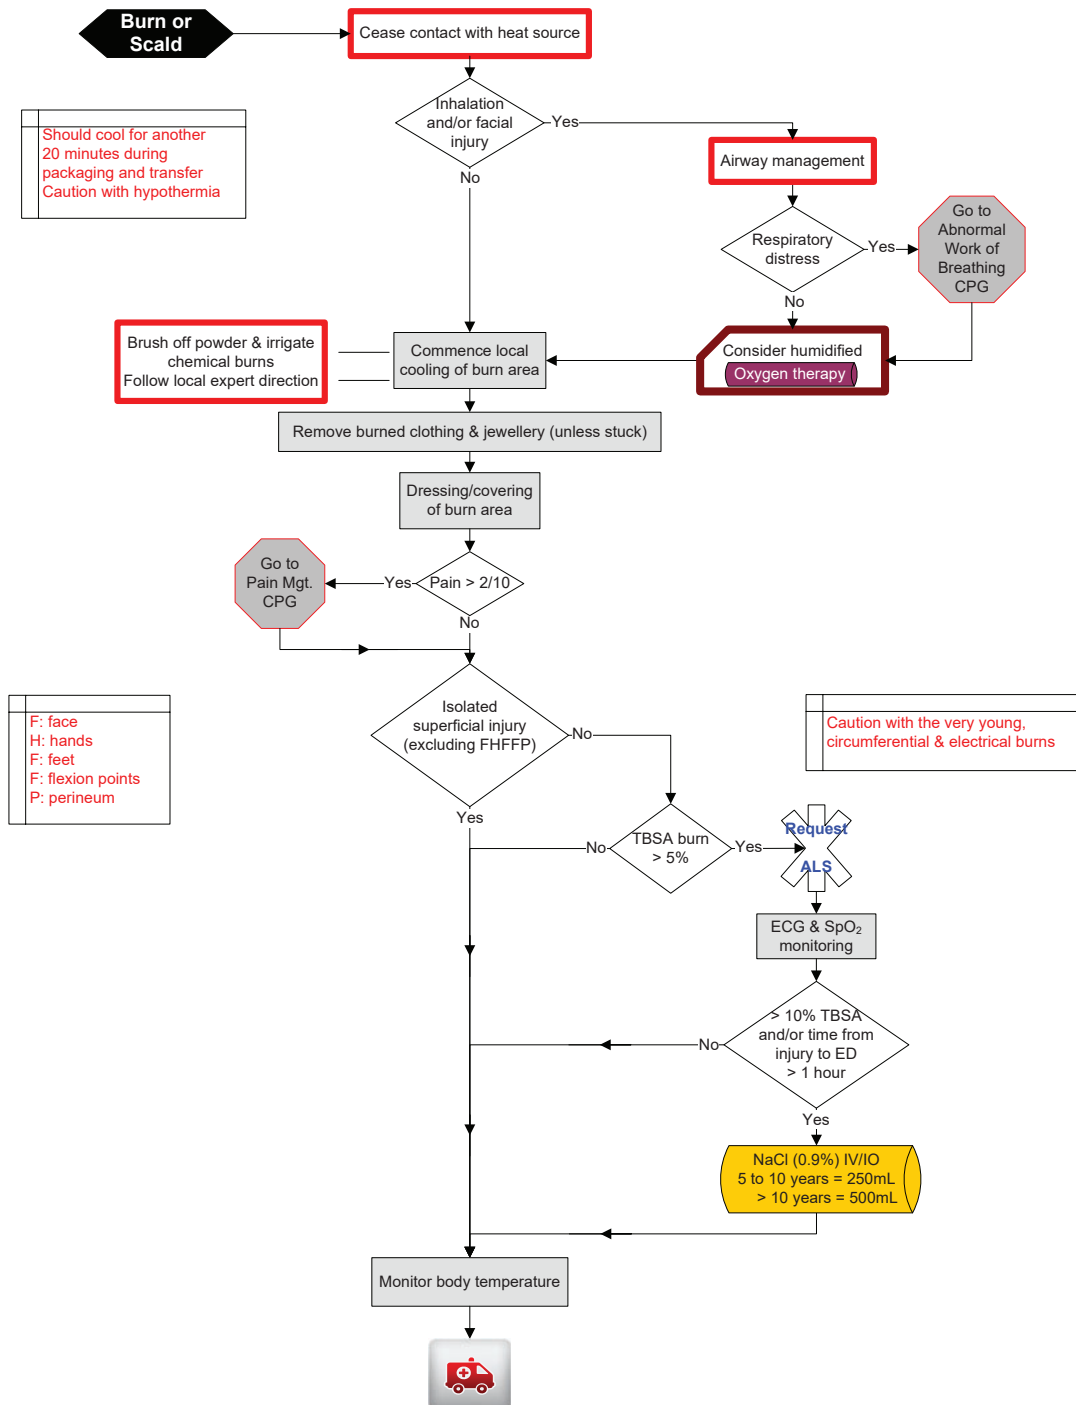 Burn or
Scald
Cease contact with heat source
Should cool for another
20 minutes during
packaging and transfer
Caution with hypothermia
Inhalation
and/or facial
injury
Yes
No
Airway management
Respiratory
distress
Yes
No
Go to
Abnormal
Work of
Breathing
CPG
Brush off powder & irrigate
chemical burns
Follow local expert direction
Commence local
cooling of burn area
Consider humidified
Oxygen therapy
Remove burned clothing & jewellery (unless stuck)
Dressing/covering
of burn area
Go to
Pain Mgt.
CPG
Yes
Pain > 2/10
No
F: face
H: hands
F: feet
F: flexion points
P: perineum
Isolated
superficial injury
(excluding FHFFP)
No
Yes
Caution with the very young,
circumferential & electrical burns
No
TBSA burn
> 5%
Yes
Request
ALS
ECG & SpO₂
monitoring
> 10% TBSA
and/or time from
injury to ED
> 1 hour
No
Yes
NaCl (0.9%) IV/IO
5 to 10 years = 250mL
> 10 years = 500mL
Monitor body temperature